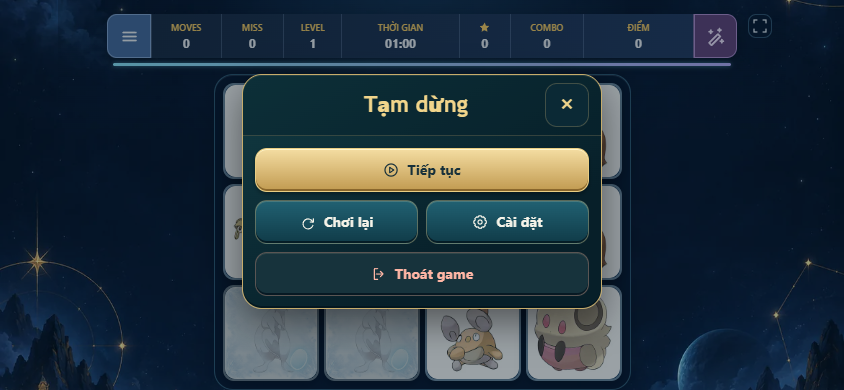 MOVES MISS LEVEL THỜI GIAN ★ COMBO ĐIỂM
0 0 1 01:00 0 0 0
Tạm dừng
Tiếp tục
Chơi lại Cài đặt
Thoát game